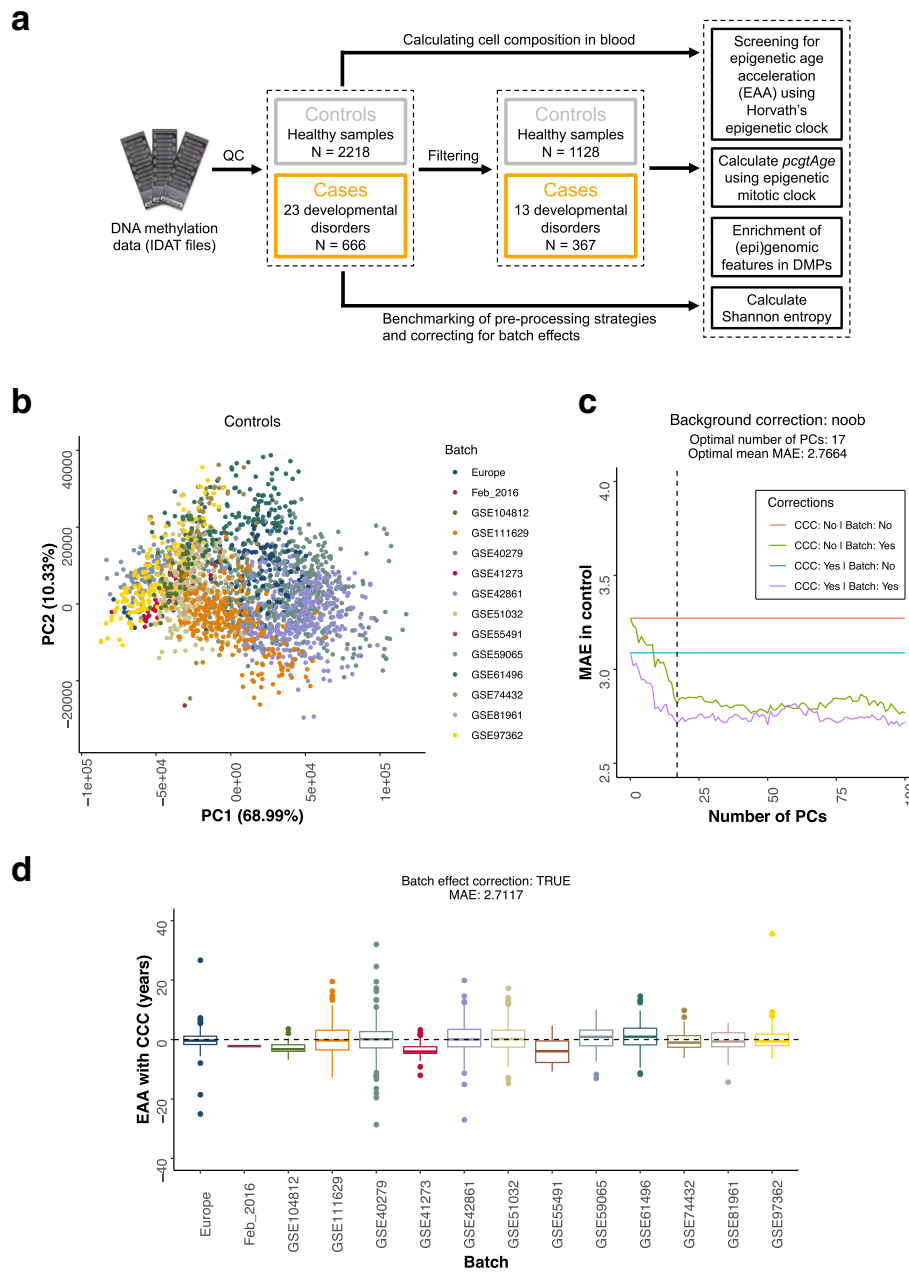 a
Calculating cell composition in blood
QC
DNA methylation
data (IDAT files)
Controls
Healthy samples
N = 2218
Cases
23 developmental
disorders
N = 666
Filtering
Controls
Healthy samples
N = 1128
Cases
13 developmental
disorders
N = 367
Benchmarking of pre-processing strategies
and correcting for batch effects
Screening for
epigenetic age
acceleration
(EAA) using
Horvath's
epigenetic clock
Calculate pcgtAge
using epigenetic
mitotic clock
Enrichment of
(epi)genomic
features in DMPs
Calculate
Shannon entropy
b
Controls
PC2 (10.33%)
40000
20000
0
−20000
−1e+05
−5e+04
0e+00
5e+04
1e+05
PC1 (68.99%)
Batch
Europe
Feb_2016
GSE104812
GSE111629
GSE40279
GSE41273
GSE42861
GSE51032
GSE55491
GSE59065
GSE61496
GSE74432
GSE81961
GSE97362
c
Background correction: noob
Optimal number of PCs: 17
Optimal mean MAE: 2.7664
MAE in control
4.0
3.5
3.0
2.5
Corrections
CCC: No | Batch: No
CCC: No | Batch: Yes
CCC: Yes | Batch: No
CCC: Yes | Batch: Yes
0
25
50
75
100
Number of PCs
d
Batch effect correction: TRUE
MAE: 2.7117
EAA with CCC (years)
40
20
0
−20
−40
Europe
Feb_2016
GSE104812
GSE111629
GSE40279
GSE41273
GSE42861
GSE51032
GSE55491
GSE59065
GSE61496
GSE74432
GSE81961
GSE97362
Batch